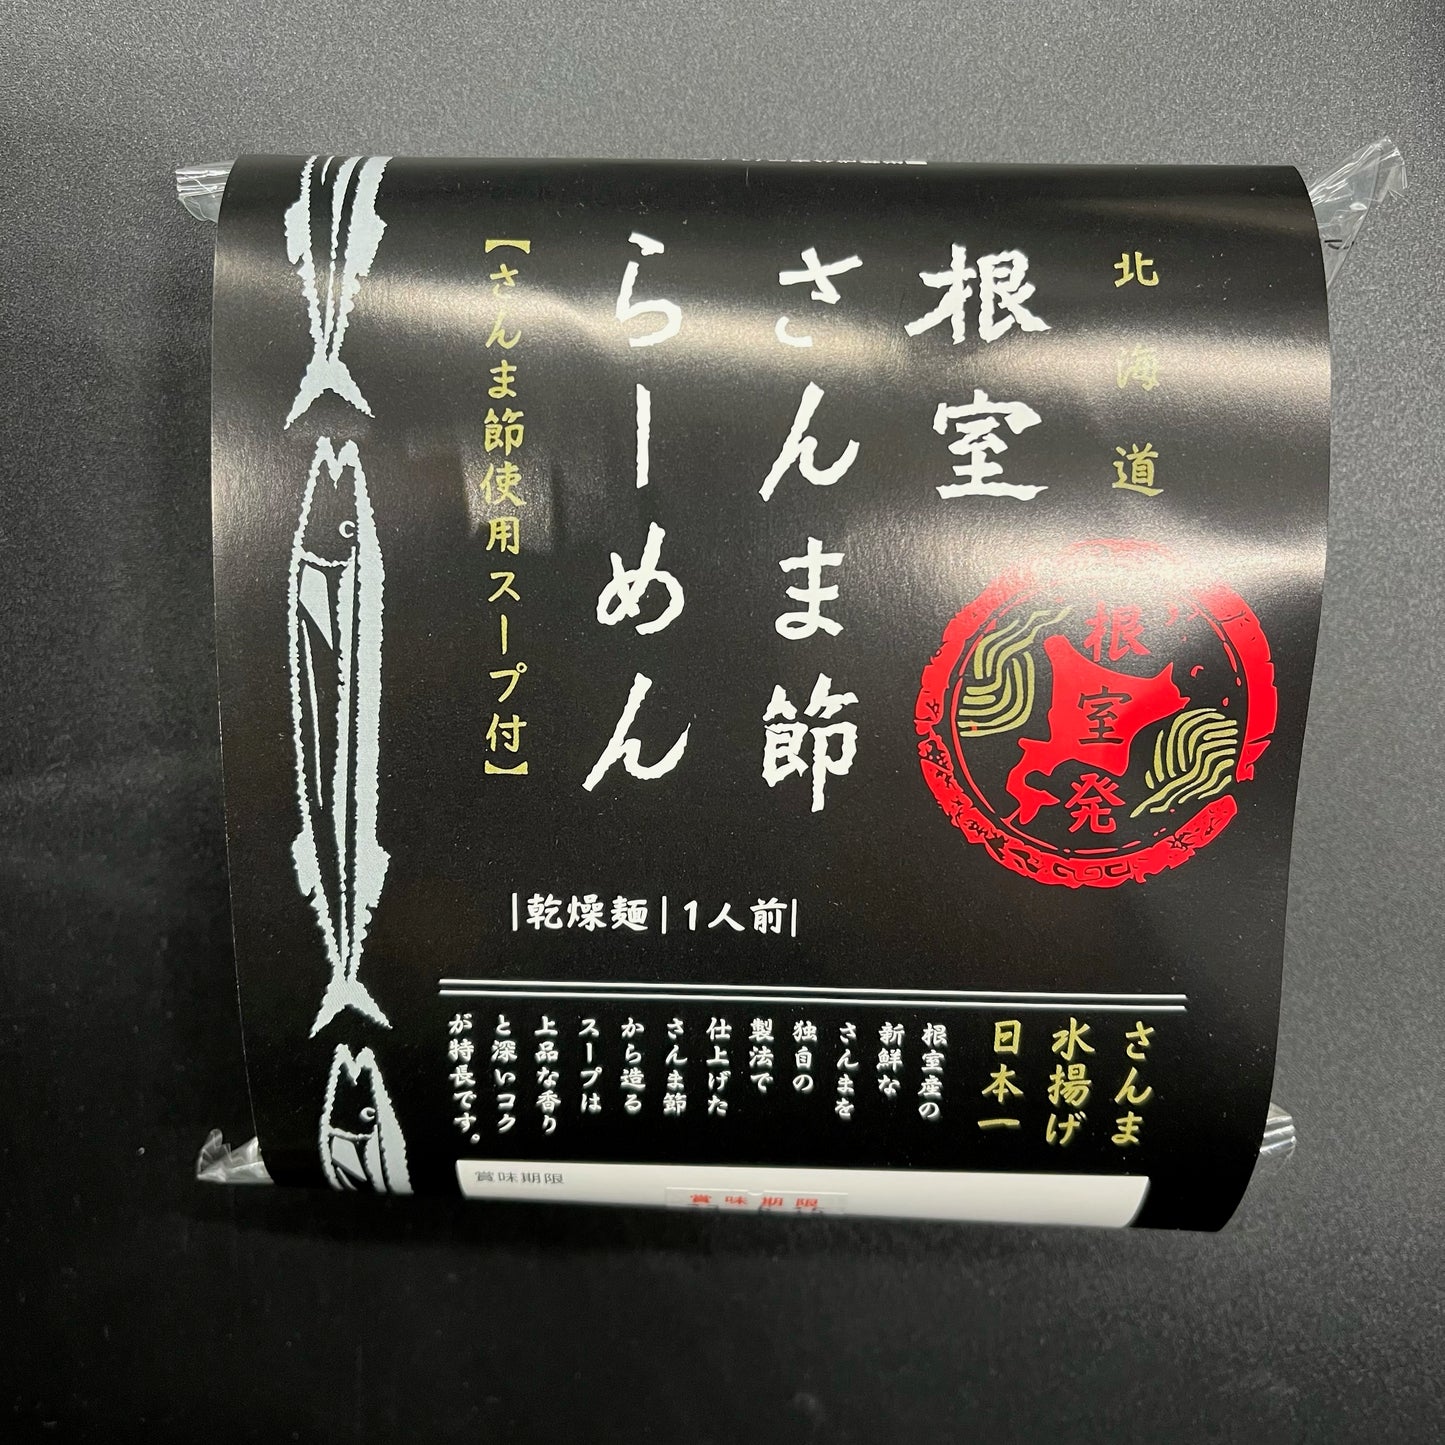 北海道
根室
さんま節
らーめん
【さんま節使用スープ付】
根
室
発
|乾燥麺|1人前|
さんま
水揚げ
日本一
根室産の
新鮮な
さんまを
独自の
製法で
仕上げた
さんま節
から造る
スープは
上品な香り
と深いコク
が特長です。
賞味期限
賞味期限